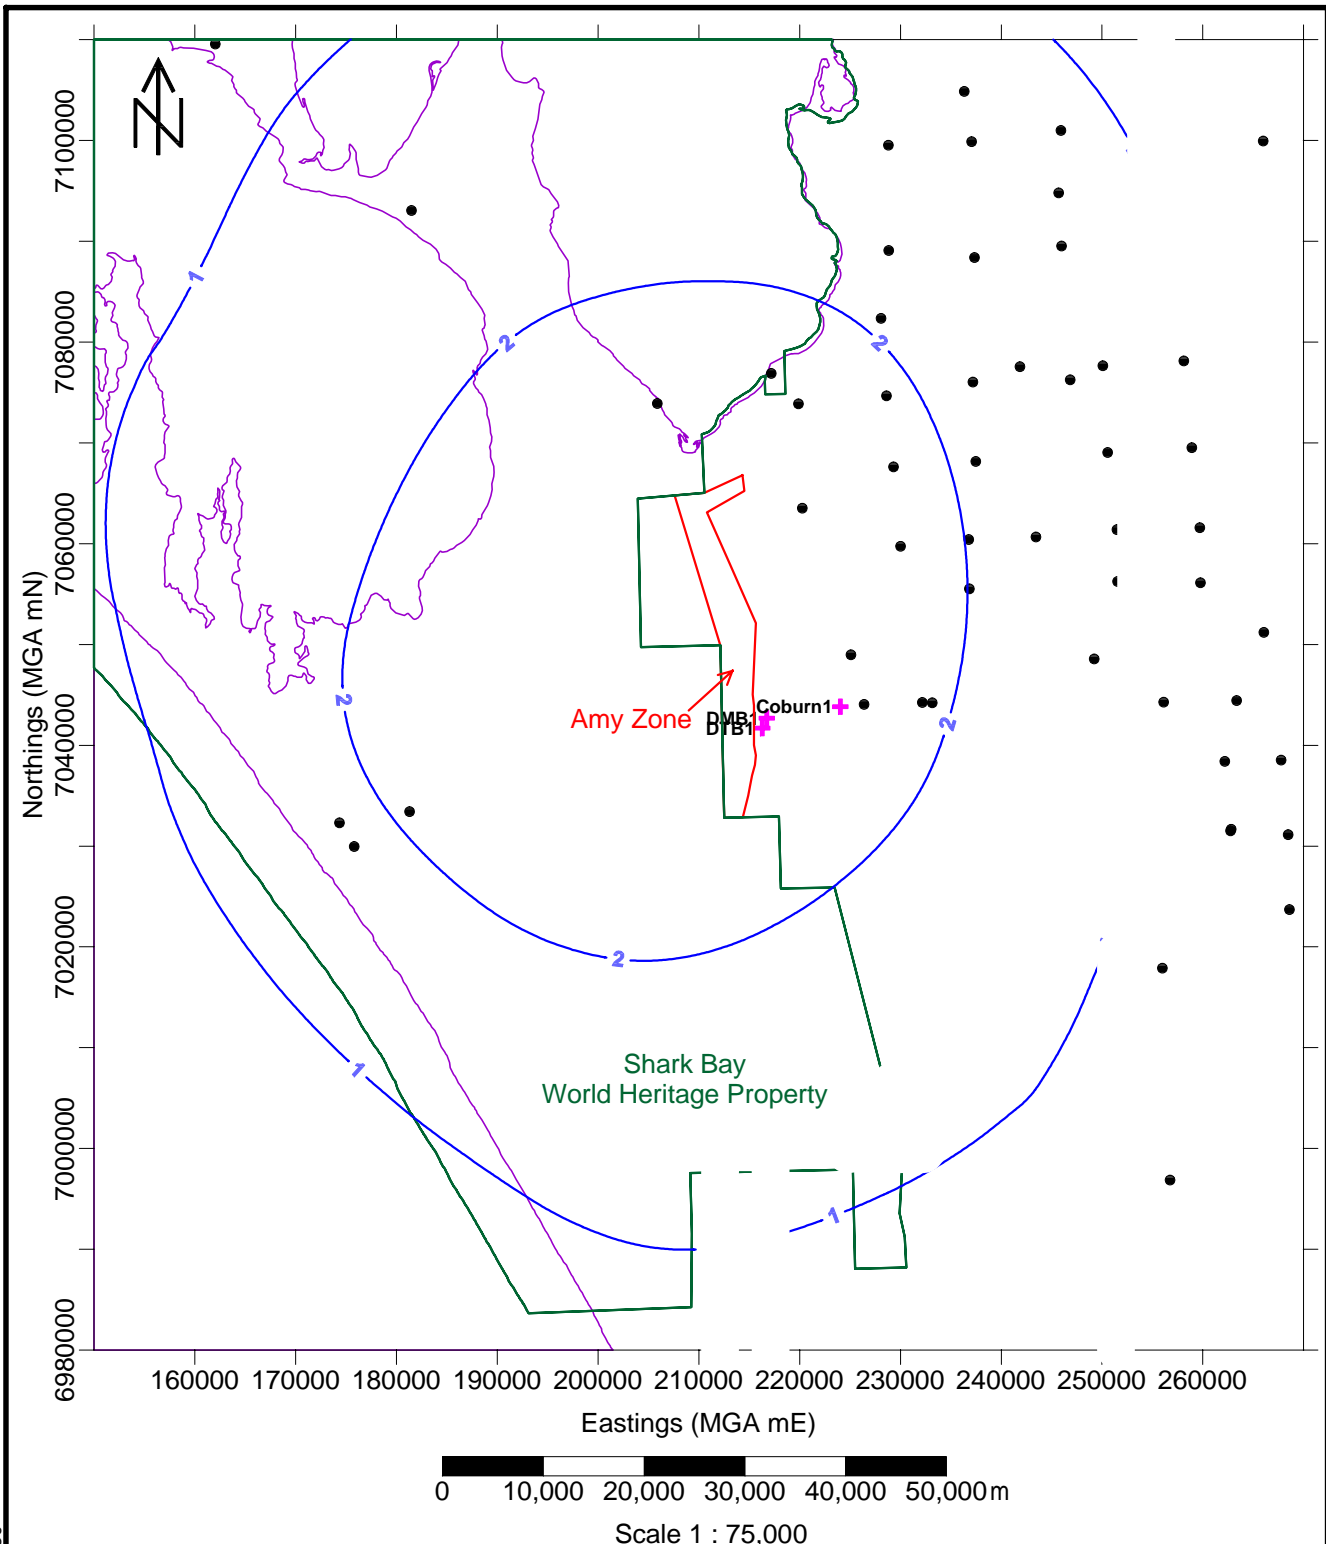 N
7100000
7080000
7060000
7040000
7020000
7000000
6980000
Northings (MGA mN)
1
2
2
2
2
2
1
1
Coburn1
DMB1
DTB1
Amy Zone
Shark Bay
World Heritage Property
160000 170000 180000 190000 200000 210000 220000 230000 240000 250000 260000
Eastings (MGA mE)
0 10,000 20,000 30,000 40,000 50,000m
Scale 1 : 75,000